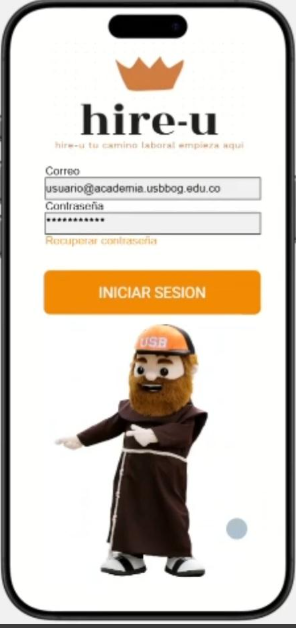 hire-u
hire-u tu camino laboral empieza aqui
Correo
usuario@academia.usbbog.edu.co
Contraseña
***********
Recuperar contraseña
INICIAR SESION
USB